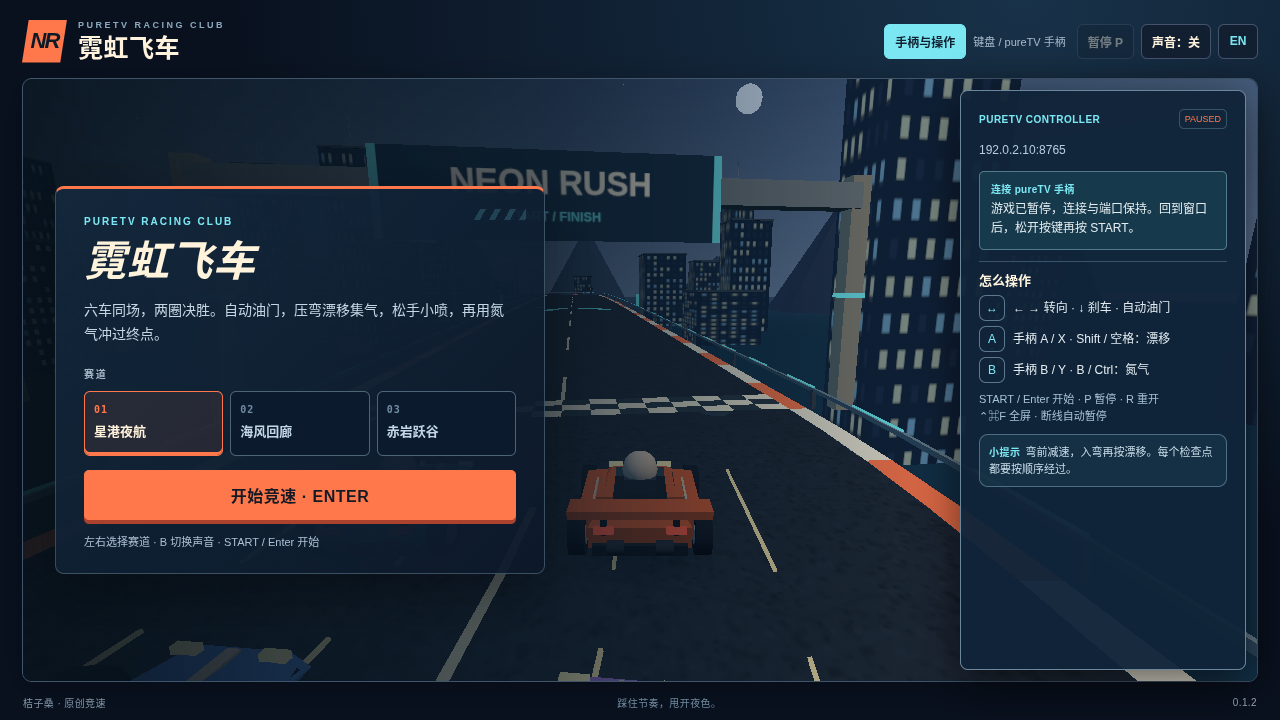 NR
PURETV RACING CLUB
霓虹飞车
手柄与操作
键盘 / pureTV 手柄
暂停 P
声音：关
EN
NEON RUSH
/ FINISH
PURETV RACING CLUB
霓虹飞车
六车同场，两圈决胜。自动油门，压弯漂移集气，松手小喷，再用氮
气冲过终点。
赛道
01
星港夜航
02
海风回廊
03
赤岩跃谷
开始竞速 · ENTER
左右选择赛道 · B 切换声音 · START / Enter 开始
PURETV CONTROLLER
PAUSED
192.0.2.10:8765
连接 pureTV 手柄
游戏已暂停，连接与端口保持。回到窗口
后，松开按键再按 START。
怎么操作
↔ ← → 转向 · ↓ 刹车 · 自动油门
A 手柄 A / X · Shift / 空格：漂移
B 手柄 B / Y · B / Ctrl：氮气
START / Enter 开始 · P 暂停 · R 重开
⌃⌘F 全屏 · 断线自动暂停
小提示 弯前减速，入弯再按漂移。每个检查点
都要按顺序经过。
桔子桑 · 原创竞速
踩住节奏，甩开夜色。
0.1.2